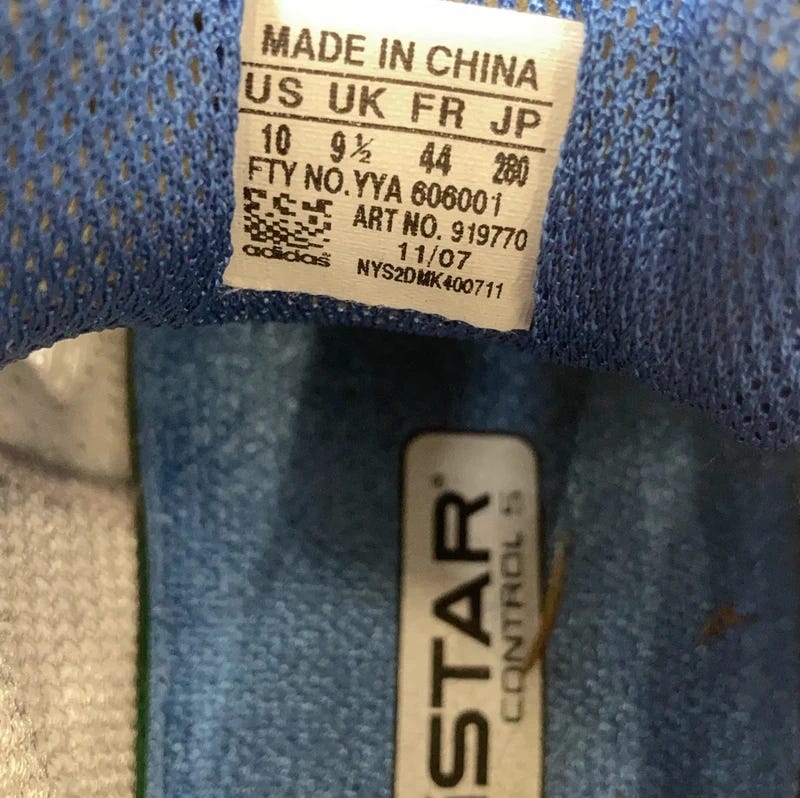 MADE IN CHINA
US UK FR JP
10 9½ 44 280
FTY NO.YYA 606001
ART NO. 919770
11/07
adidas
NYS2DMK400711
STAR
CONTROL 5